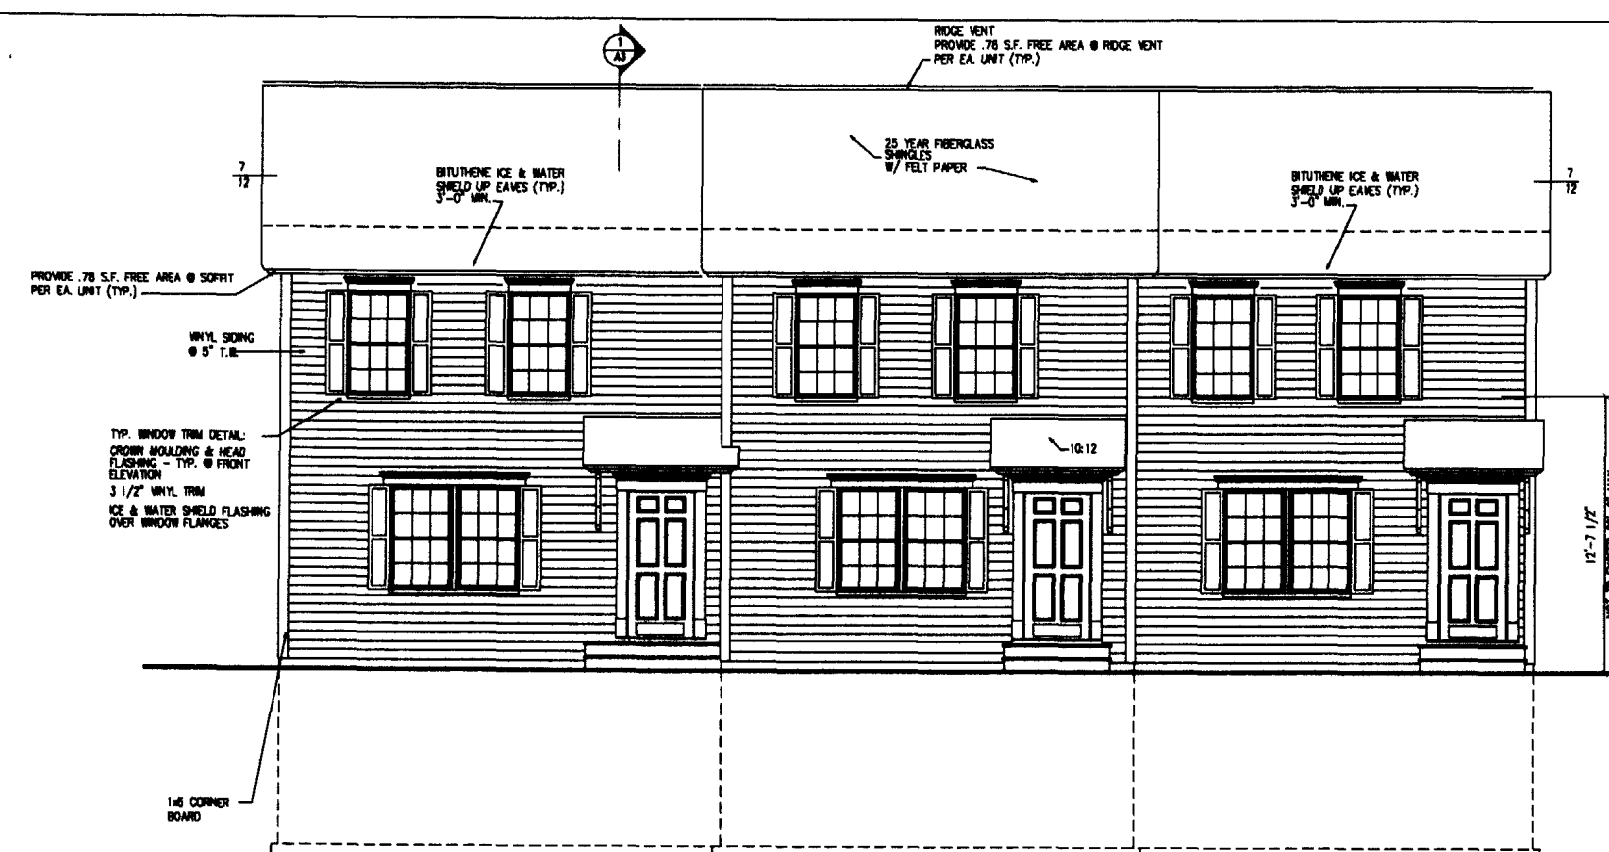 1
A3
RIDGE VENT
PROVIDE .78 S.F. FREE AREA @ RIDGE VENT
PER EA. UNIT (TYP.)
25 YEAR FIBERGLASS
SHINGLES
W/ FELT PAPER
7
12
BITUTHENE ICE & WATER
SHIELD UP EAVES (TYP.)
3'-0" MIN.
BITUTHENE ICE & WATER
SHIELD UP EAVES (TYP.)
3'-0" MIN.
7
12
PROVIDE .78 S.F. FREE AREA @ SOFFIT
PER EA. UNIT (TYP.)
VINYL SIDING
@ 5" T.W.
TYP. WINDOW TRIM DETAIL:
CROWN MOULDING & HEAD
FLASHING - TYP. @ FRONT
ELEVATION
3 1/2" VINYL TRIM
ICE & WATER SHIELD FLASHING
OVER WINDOW FLANGES
10:12
12'-7 1/2"
1x6 CORNER
BOARD